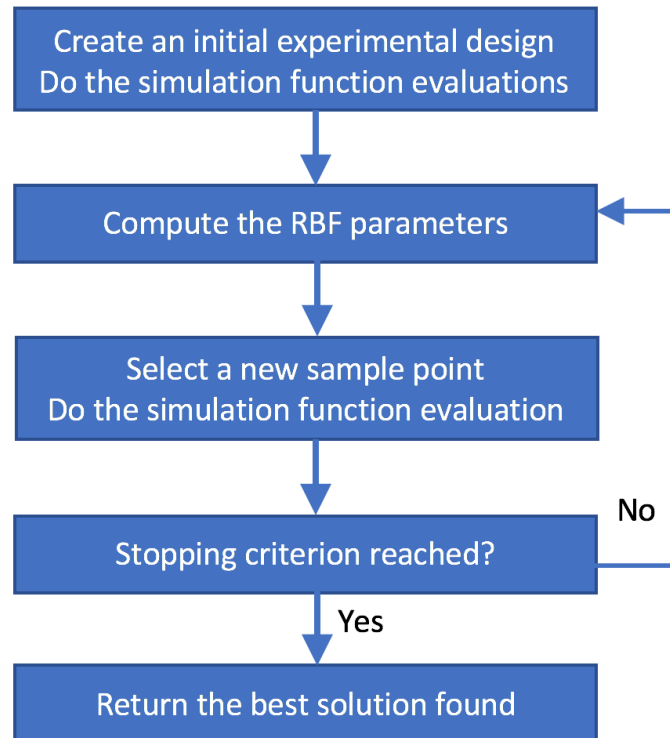 Create an initial experimental design
Do the simulation function evaluations
Compute the RBF parameters
Select a new sample point
Do the simulation function evaluation
No
Stopping criterion reached?
Yes
Return the best solution found